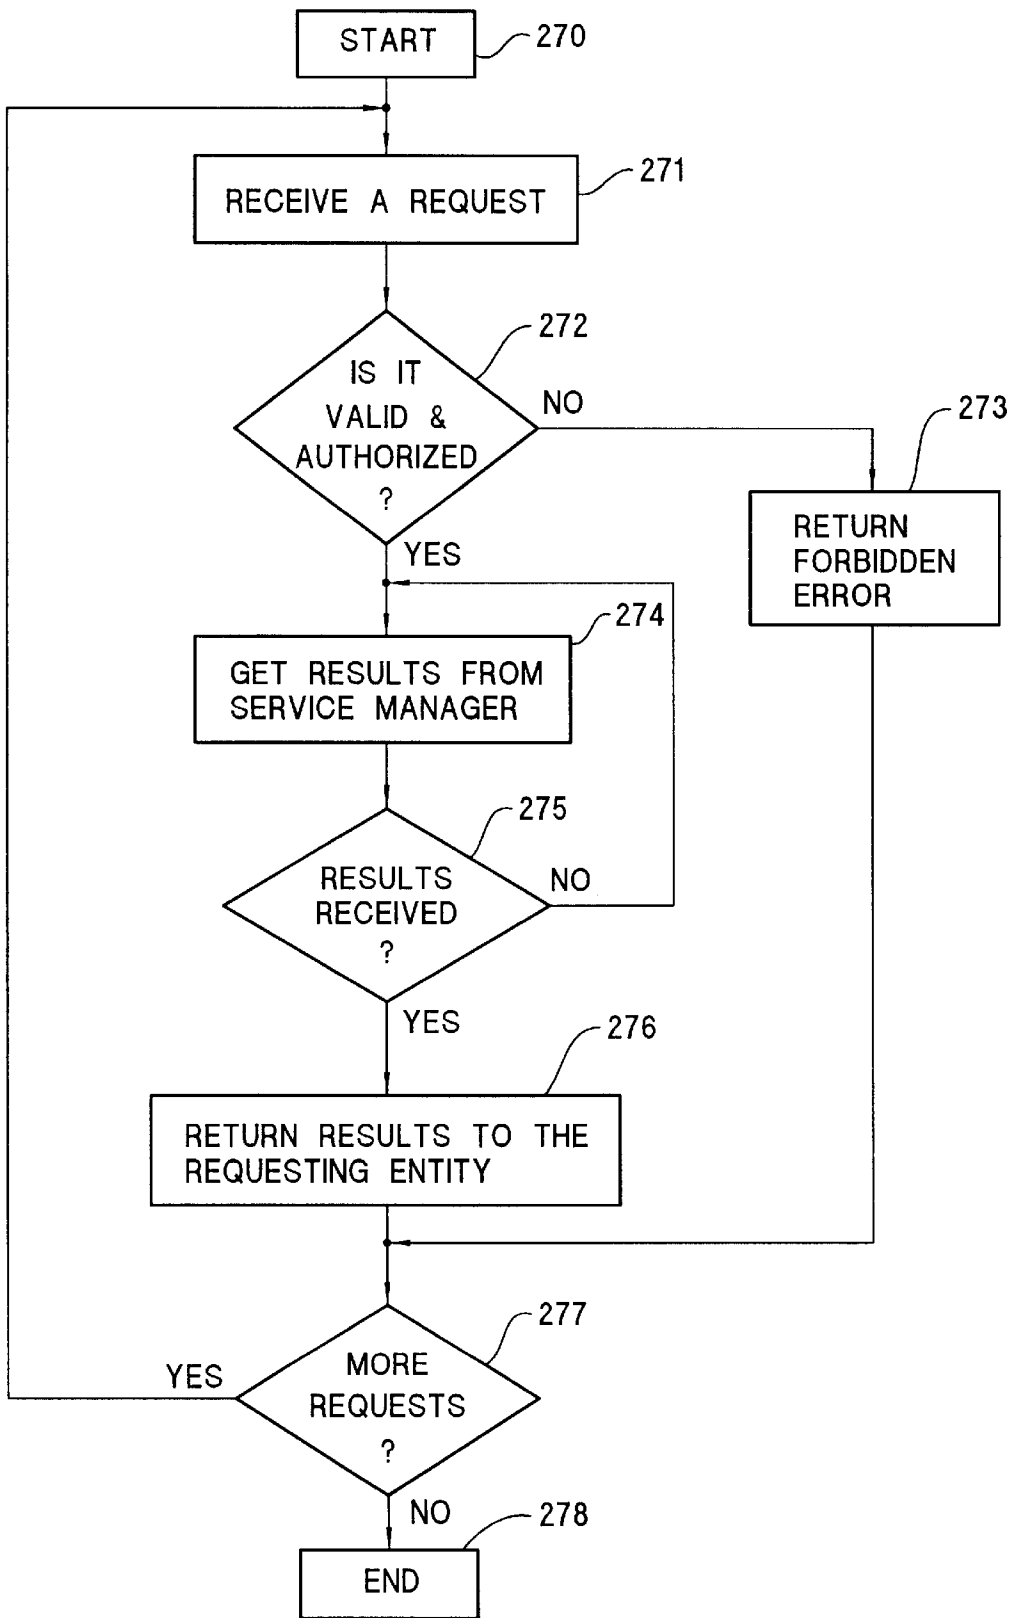 START
270
RECEIVE A REQUEST
271
IS IT
VALID &
AUTHORIZED
?
272
NO
YES
RETURN
FORBIDDEN
ERROR
273
GET RESULTS FROM
SERVICE MANAGER
274
RESULTS
RECEIVED
?
275
NO
YES
RETURN RESULTS TO THE
REQUESTING ENTITY
276
MORE
REQUESTS
?
277
YES
NO
END
278